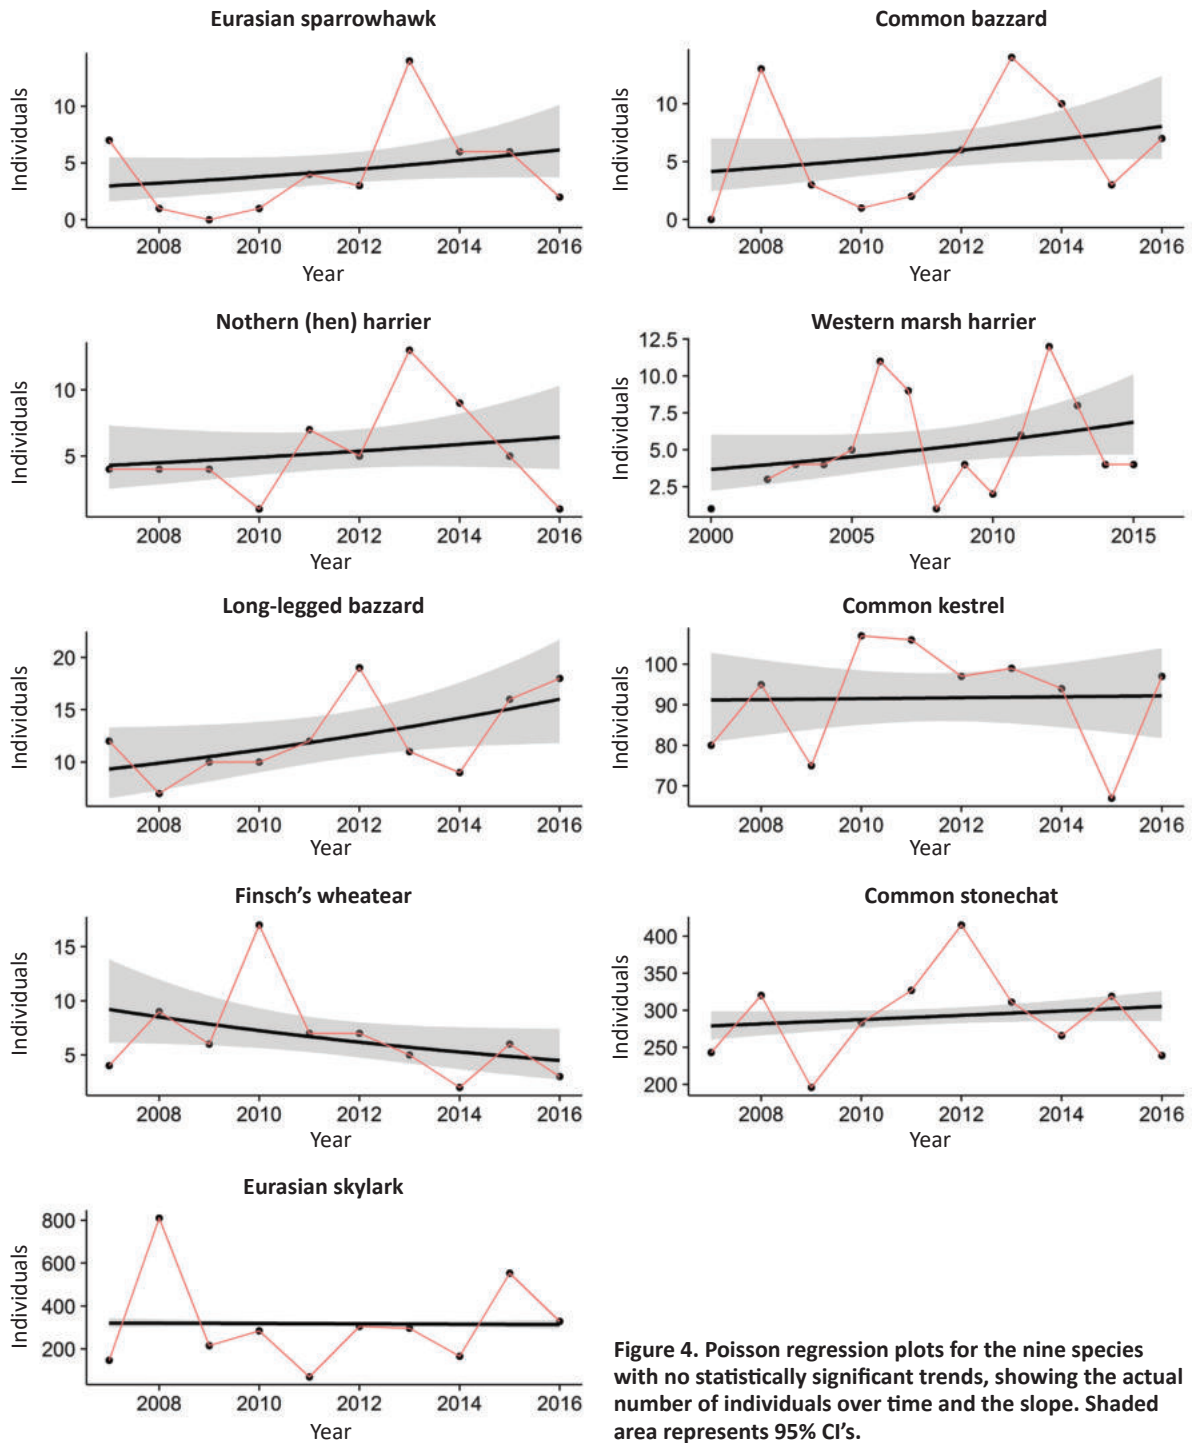 Eurasian sparrowhawk
Individuals
10
5
0
2008 2010 2012 2014 2016
Year
Common bazzard
Individuals
10
5
0
2008 2010 2012 2014 2016
Year
Nothern (hen) harrier
Individuals
10
5
2008 2010 2012 2014 2016
Year
Western marsh harrier
Individuals
12.5
10.0
7.5
5.0
2.5
2000 2005 2010 2015
Year
Long-legged bazzard
Individuals
20
15
10
2008 2010 2012 2014 2016
Year
Common kestrel
Individuals
100
90
80
70
2008 2010 2012 2014 2016
Year
Finsch’s wheatear
Individuals
15
10
5
2008 2010 2012 2014 2016
Year
Common stonechat
Individuals
400
350
300
250
200
2008 2010 2012 2014 2016
Year
Eurasian skylark
Individuals
800
600
400
200
2008 2010 2012 2014 2016
Year
Figure 4. Poisson regression plots for the nine species
with no statistically significant trends, showing the actual
number of individuals over time and the slope. Shaded
area represents 95% CI’s.